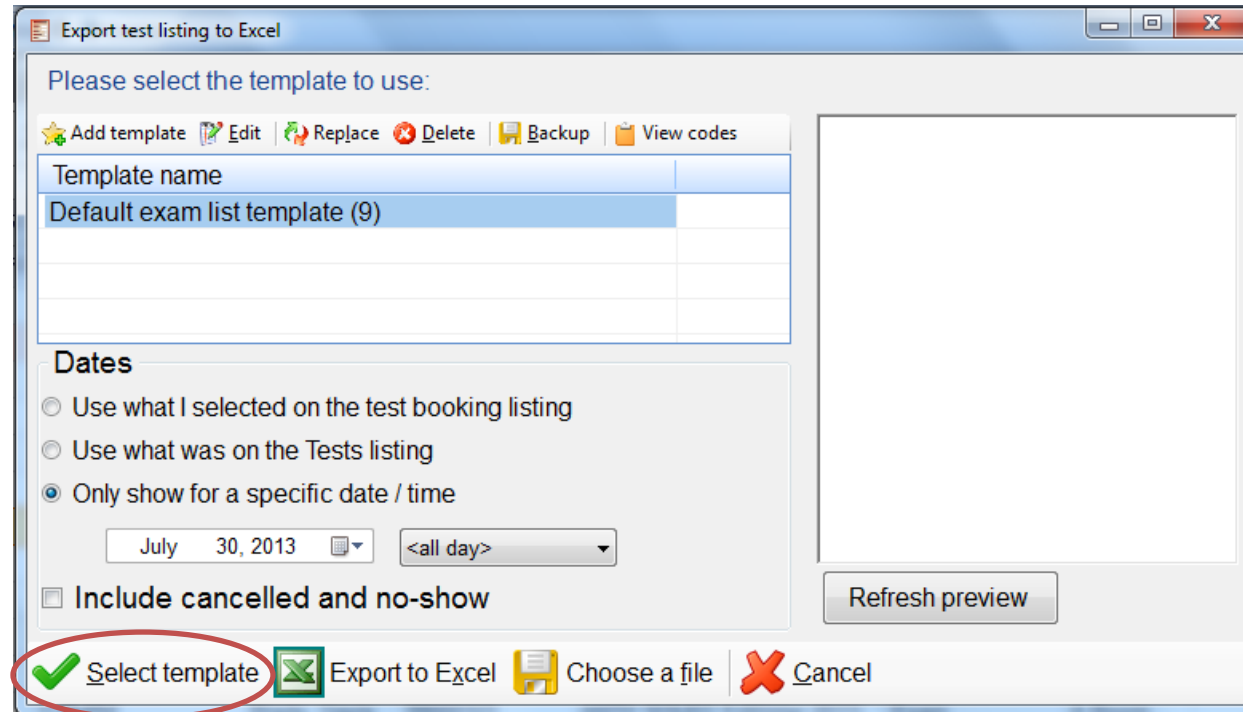 Export test listing to Excel
Please select the template to use:
Add template Edit Replace Delete Backup View codes
Template name
Default exam list template (9)
Dates
Use what I selected on the test booking listing
Use what was on the Tests listing
Only show for a specific date / time
July 30, 2013 <all day>
Include cancelled and no-show
Refresh preview
Select template Export to Excel Choose a file Cancel